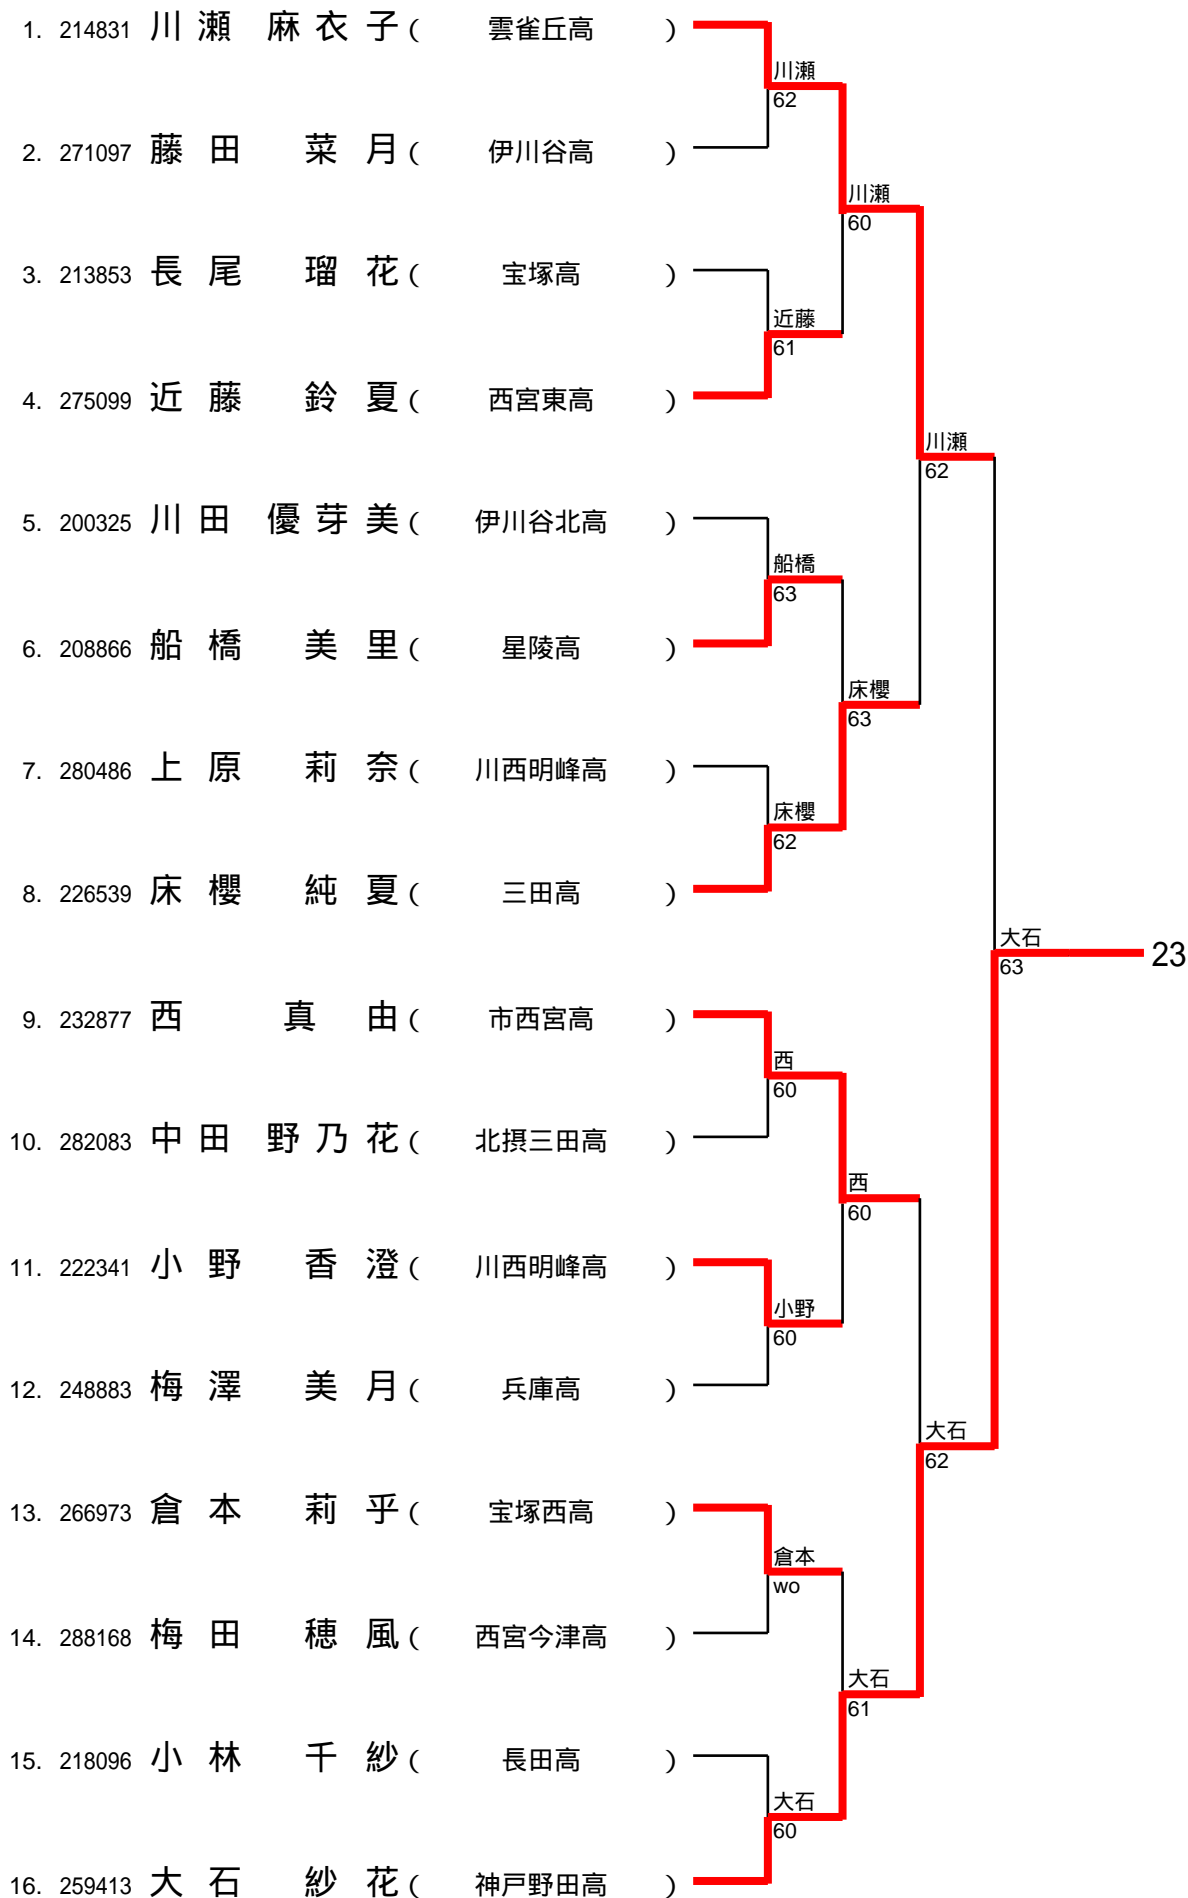 1. 214831 川瀬 麻衣子 ( 雲雀丘高 )
川瀬
62
2. 271097 藤田 菜月 ( 伊川谷高 )
川瀬
60
3. 213853 長尾 瑠花 ( 宝塚高 )
近藤
61
4. 275099 近藤 鈴夏 ( 西宮東高 )
川瀬
62
5. 200325 川田 優芽美 ( 伊川谷北高 )
船橋
63
6. 208866 船橋 美里 ( 星陵高 )
床櫻
63
7. 280486 上原 莉奈 ( 川西明峰高 )
床櫻
62
8. 226539 床櫻 純夏 ( 三田高 )
大石
63
23
9. 232877 西 真由 ( 市西宮高 )
西
60
10. 282083 中田 野乃花 ( 北摂三田高 )
西
60
11. 222341 小野 香澄 ( 川西明峰高 )
小野
60
12. 248883 梅澤 美月 ( 兵庫高 )
大石
62
13. 266973 倉本 莉乎 ( 宝塚西高 )
倉本
wo
14. 288168 梅田 穂風 ( 西宮今津高 )
大石
61
15. 218096 小林 千紗 ( 長田高 )
大石
60
16. 259413 大石 紗花 ( 神戸野田高 )